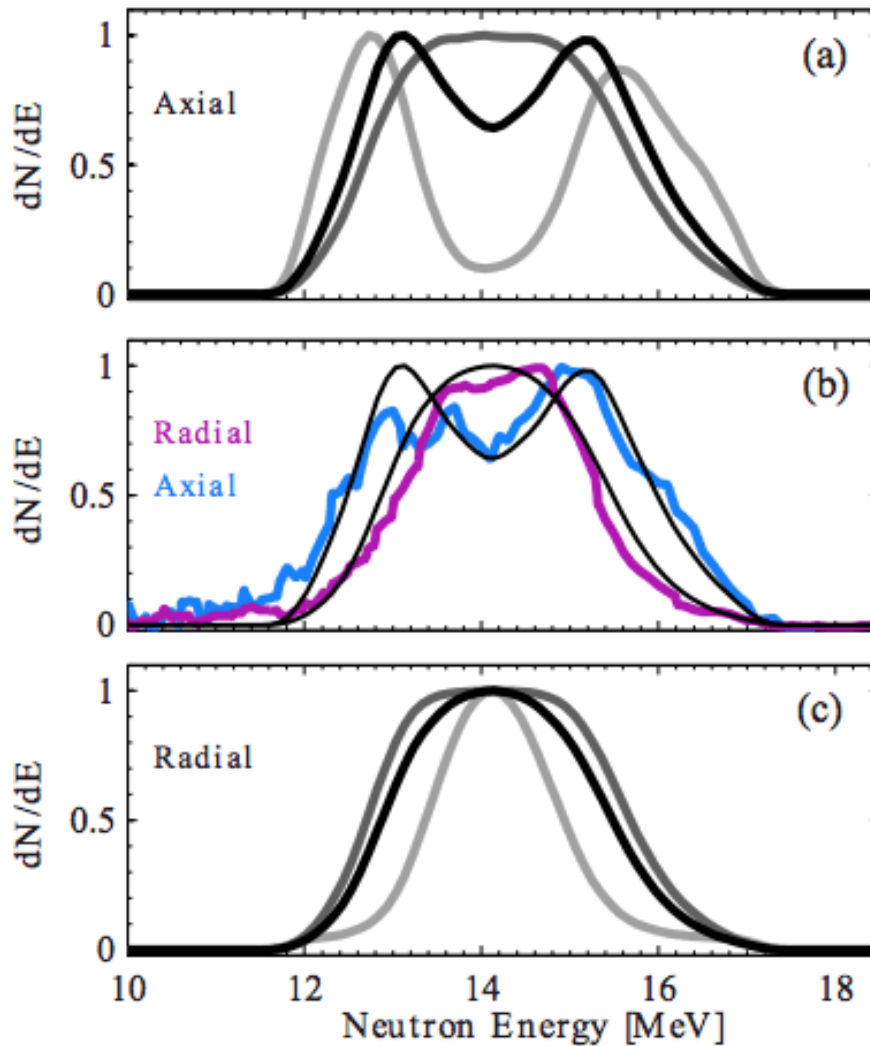 1
(a)
Axial
dN/dE
0.5
0
1
(b)
Radial
Axial
dN/dE
0.5
0
1
(c)
Radial
dN/dE
0.5
0
10 12 14 16 18
Neutron Energy [MeV]